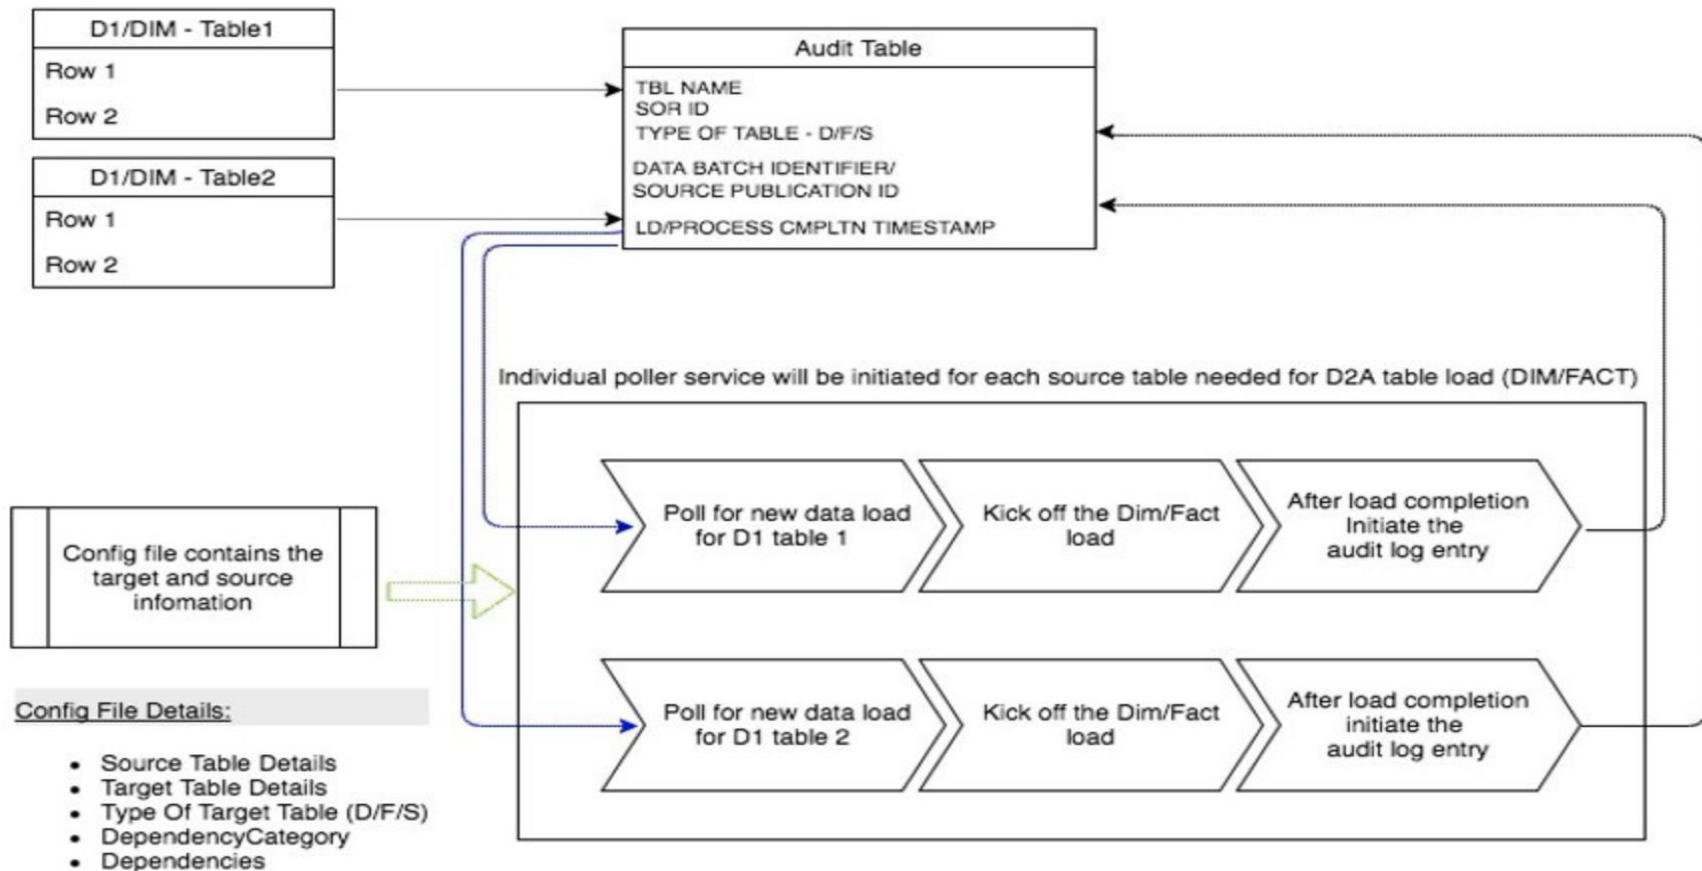 D1/DIM - Table1
Row 1
Row 2
D1/DIM - Table2
Row 1
Row 2
Audit Table
TBL NAME
SOR ID
TYPE OF TABLE - D/F/S
DATA BATCH IDENTIFIER/
SOURCE PUBLICATION ID
LD/PROCESS CMPLTN TIMESTAMP
Individual poller service will be initiated for each source table needed for D2A table load (DIM/FACT)
Poll for new data load
for D1 table 1
Kick off the Dim/Fact
load
After load completion
Initiate the
audit log entry
Poll for new data load
for D1 table 2
Kick off the Dim/Fact
load
After load completion
initiate the
audit log entry
Config file contains the
target and source
infomation
Config File Details:
• Source Table Details
• Target Table Details
• Type Of Target Table (D/F/S)
• DependencyCategory
• Dependencies